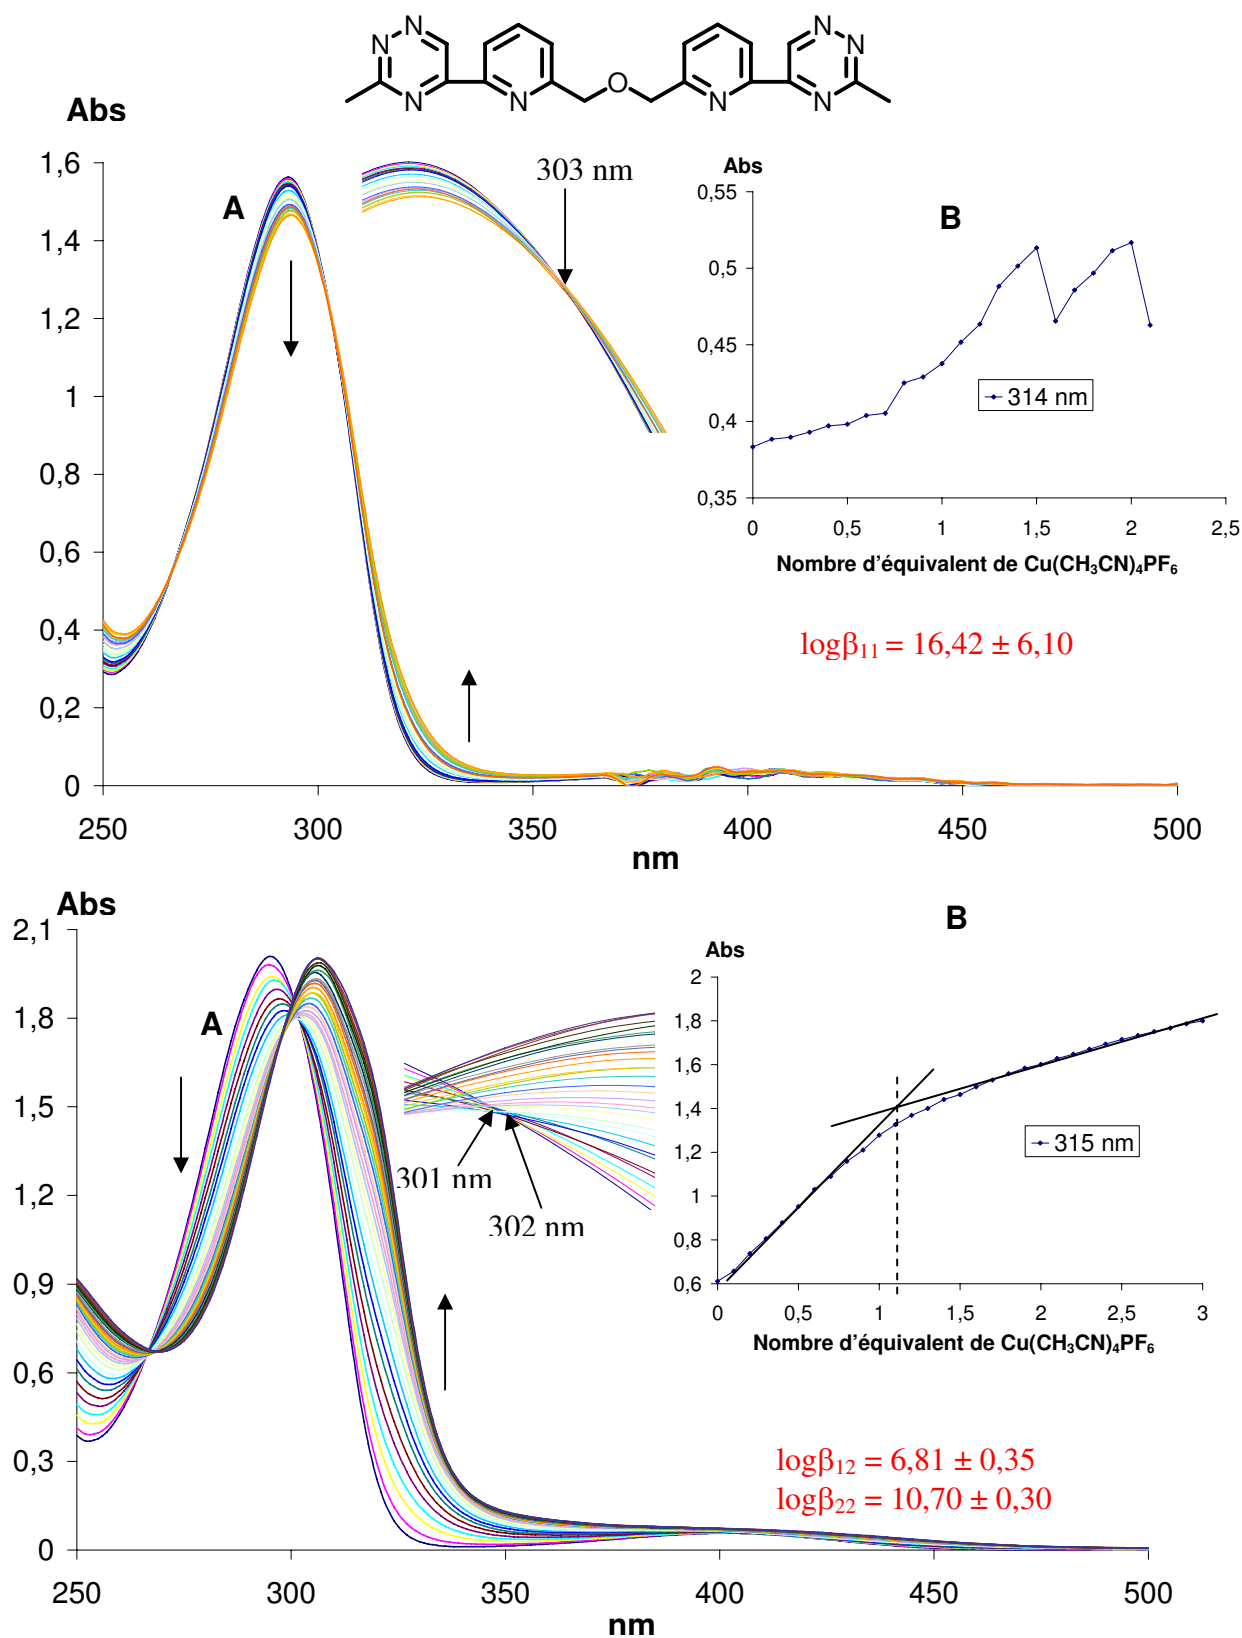 N N N N O N N N N
Abs
1,6
1,4
1,2
1
0,8
0,6
0,4
0,2
0
A
303 nm
250 300 350 400 450 500
nm
Abs
B
0,55
0,5
0,45
0,4
0,35
314 nm
0 0,5 1 1,5 2 2,5
Nombre d'équivalent de Cu(CH₃CN)₄PF₆
logβ₁₁ = 16,42 ± 6,10
Abs
2,1
1,8
1,5
1,2
0,9
0,6
0,3
0
A
301 nm
302 nm
250 300 350 400 450 500
nm
B
Abs
2
1,8
1,6
1,4
1,2
1
0,8
0,6
315 nm
0 0,5 1 1,5 2 2,5 3
Nombre d'équivalent de Cu(CH₃CN)₄PF₆
logβ₁₂ = 6,81 ± 0,35
logβ₂₂ = 10,70 ± 0,30